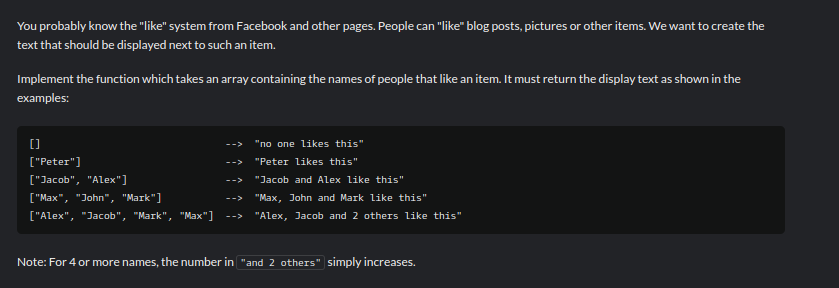 You probably know the "like" system from Facebook and other pages. People can "like" blog posts, pictures or other items. We want to create the
text that should be displayed next to such an item.
Implement the function which takes an array containing the names of people that like an item. It must return the display text as shown in the
examples:
[] --> "no one likes this"
["Peter"] --> "Peter likes this"
["Jacob", "Alex"] --> "Jacob and Alex like this"
["Max", "John", "Mark"] --> "Max, John and Mark like this"
["Alex", "Jacob", "Mark", "Max"] --> "Alex, Jacob and 2 others like this"
Note: For 4 or more names, the number in "and 2 others" simply increases.